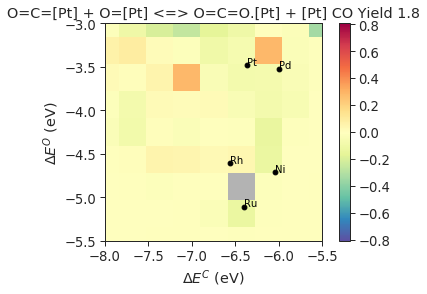 O=C=[Pt] + O=[Pt] <=> O=C=O.[Pt] + [Pt] CO Yield 1.8
−3.0
−3.5
−4.0
−4.5
−5.0
−5.5
ΔE^O (eV)
Pt
Pd
Rh
Ni
Ru
−8.0 −7.5 −7.0 −6.5 −6.0 −5.5
ΔE^C (eV)
0.8
0.6
0.4
0.2
0.0
−0.2
−0.4
−0.6
−0.8